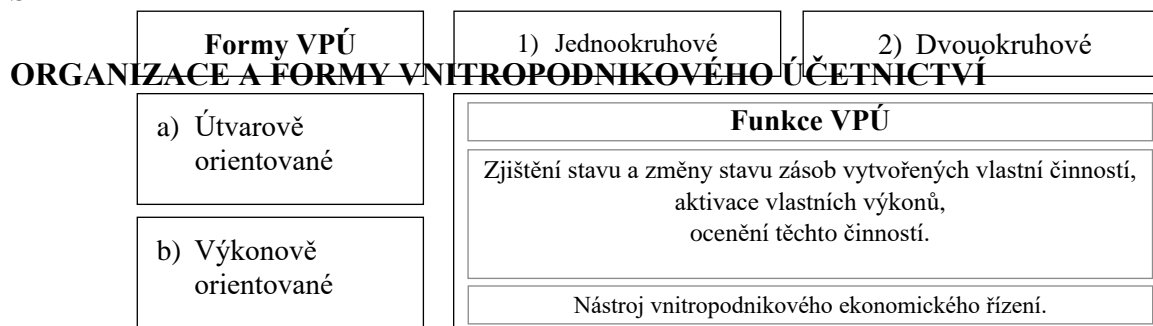 Formy VPÚ
1) Jednookruhové
2) Dvouokruhové
ORGANIZACE A FORMY VNITROPODNIKOVÉHO ÚČETNICTVÍ
a) Útvarově
orientované
Funkce VPÚ
Zjištění stavu a změny stavu zásob vytvořených vlastní činností,
aktivace vlastních výkonů,
ocenění těchto činností.
b) Výkonově
orientované
Nástroj vnitropodnikového ekonomického řízení.